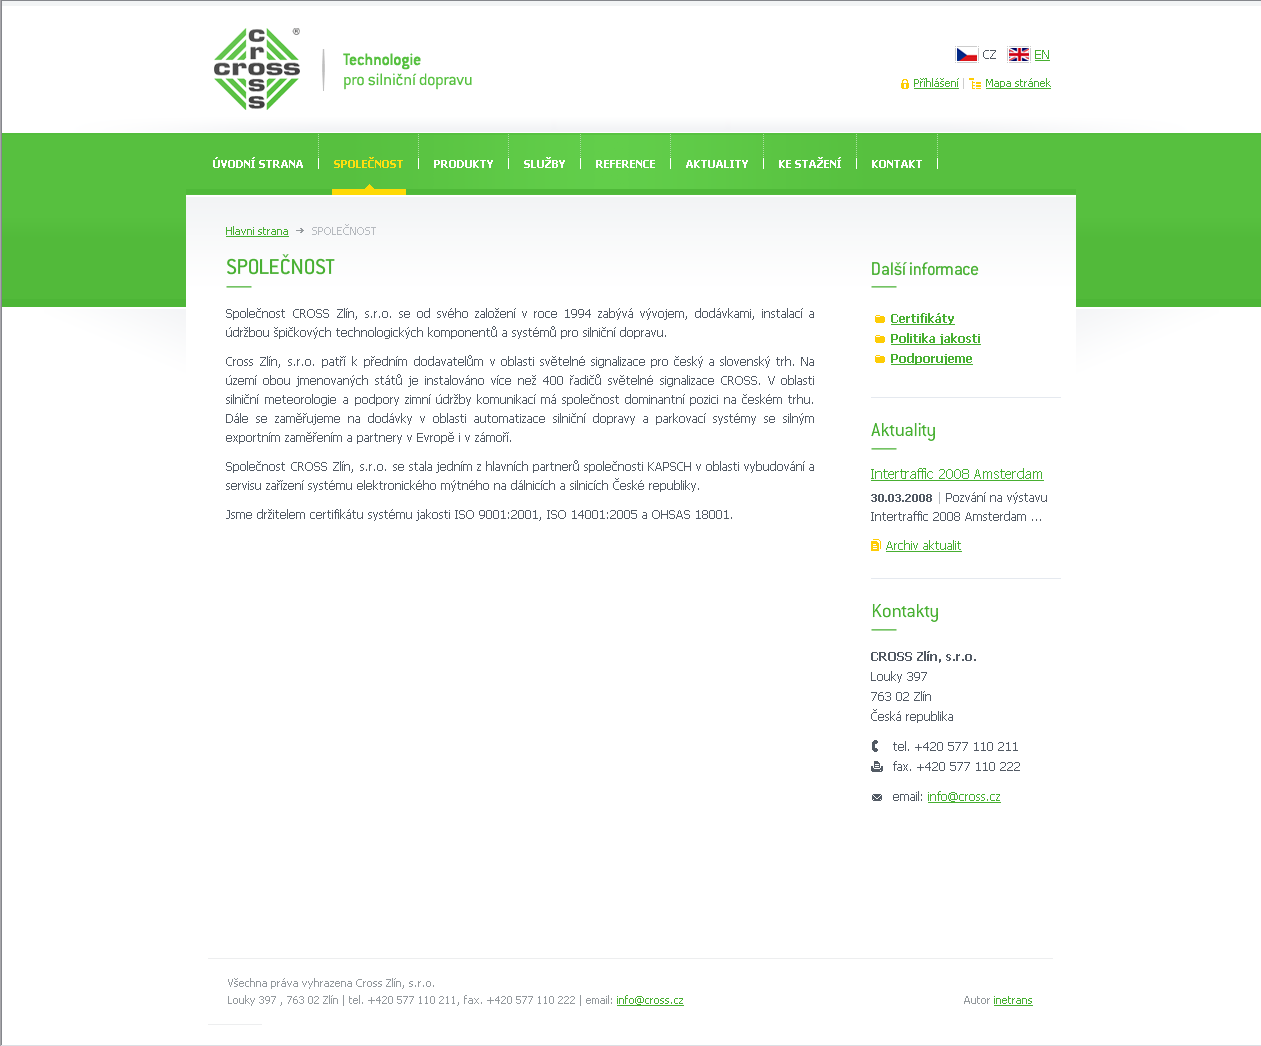 cross
cross
®
Technologie
pro silniční dopravu
CZ EN
Přihlášení | Mapa stránek
ÚVODNÍ STRANA SPOLEČNOST PRODUKTY SLUŽBY REFERENCE AKTUALITY KE STAŽENÍ KONTAKT
Hlavni strana → SPOLEČNOST
SPOLEČNOST
Společnost CROSS Zlín, s.r.o. se od svého založení v roce 1994 zabývá vývojem, dodávkami, instalací a
údržbou špičkových technologických komponentů a systémů pro silniční dopravu.
Cross Zlín, s.r.o. patří k předním dodavatelům v oblasti světelné signalizace pro český a slovenský trh. Na
území obou jmenovaných států je instalováno více než 400 řadičů světelné signalizace CROSS. V oblasti
silniční meteorologie a podpory zimní údržby komunikací má společnost dominantní pozici na českém trhu.
Dále se zaměřujeme na dodávky v oblasti automatizace silniční dopravy a parkovací systémy se silným
exportním zaměřením a partnery v Evropě i v zámoří.
Společnost CROSS Zlín, s.r.o. se stala jedním z hlavních partnerů společnosti KAPSCH v oblasti vybudování a
servisu zařízení systému elektronického mýtného na dálnicích a silnicích České republiky.
Jsme držitelem certifikátu systému jakosti ISO 9001:2001, ISO 14001:2005 a OHSAS 18001.
Další informace
Certifikáty
Politika jakosti
Podporujeme
Aktuality
Intertraffic 2008 Amsterdam
30.03.2008 | Pozvání na výstavu
Intertraffic 2008 Amsterdam ...
Archiv aktualit
Kontakty
CROSS Zlín, s.r.o.
Louky 397
763 02 Zlín
Česká republika
tel. +420 577 110 211
fax. +420 577 110 222
email: info@cross.cz
Všechna práva vyhrazena Cross Zlín, s.r.o.
Louky 397 , 763 02 Zlín | tel. +420 577 110 211, fax. +420 577 110 222 | email: info@cross.cz
Autor inetrans